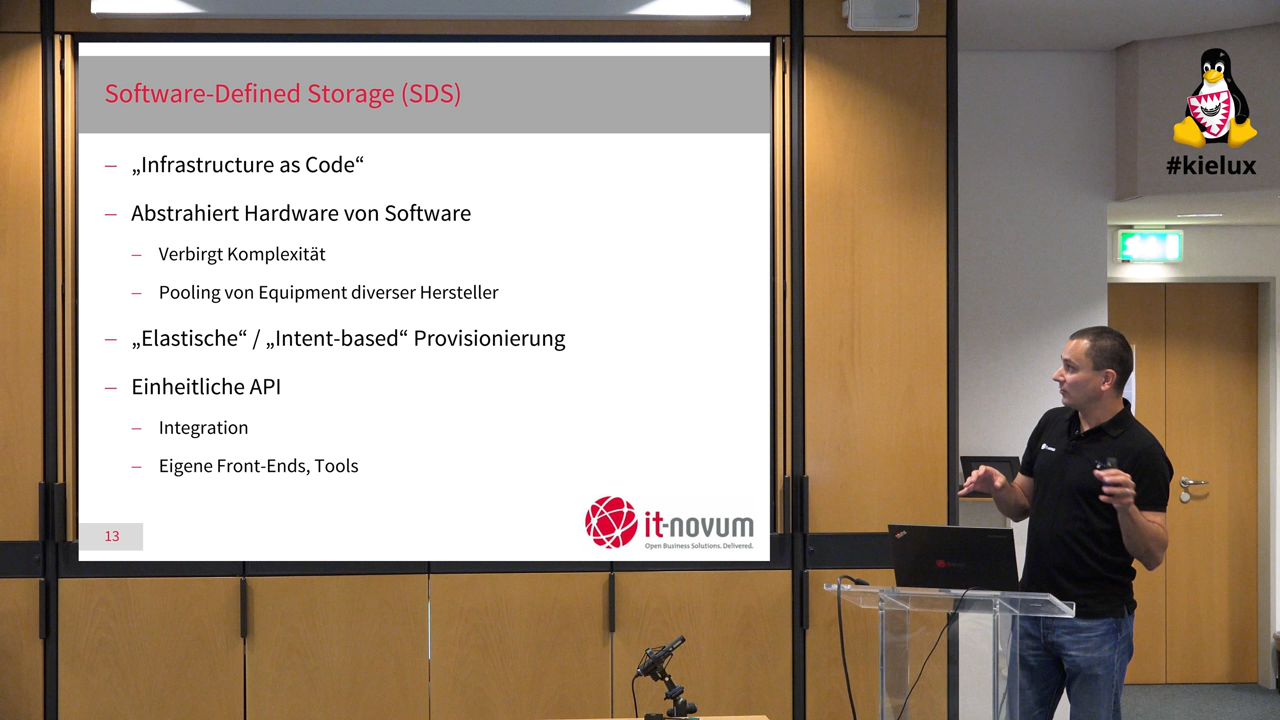 Software-Defined Storage (SDS)
– „Infrastructure as Code“
– Abstrahiert Hardware von Software
– Verbirgt Komplexität
– Pooling von Equipment diverser Hersteller
– „Elastische“ / „Intent-based“ Provisionierung
– Einheitliche API
– Integration
– Eigene Front-Ends, Tools
13
it-novum
Open Business Solutions. Delivered.
#kielux